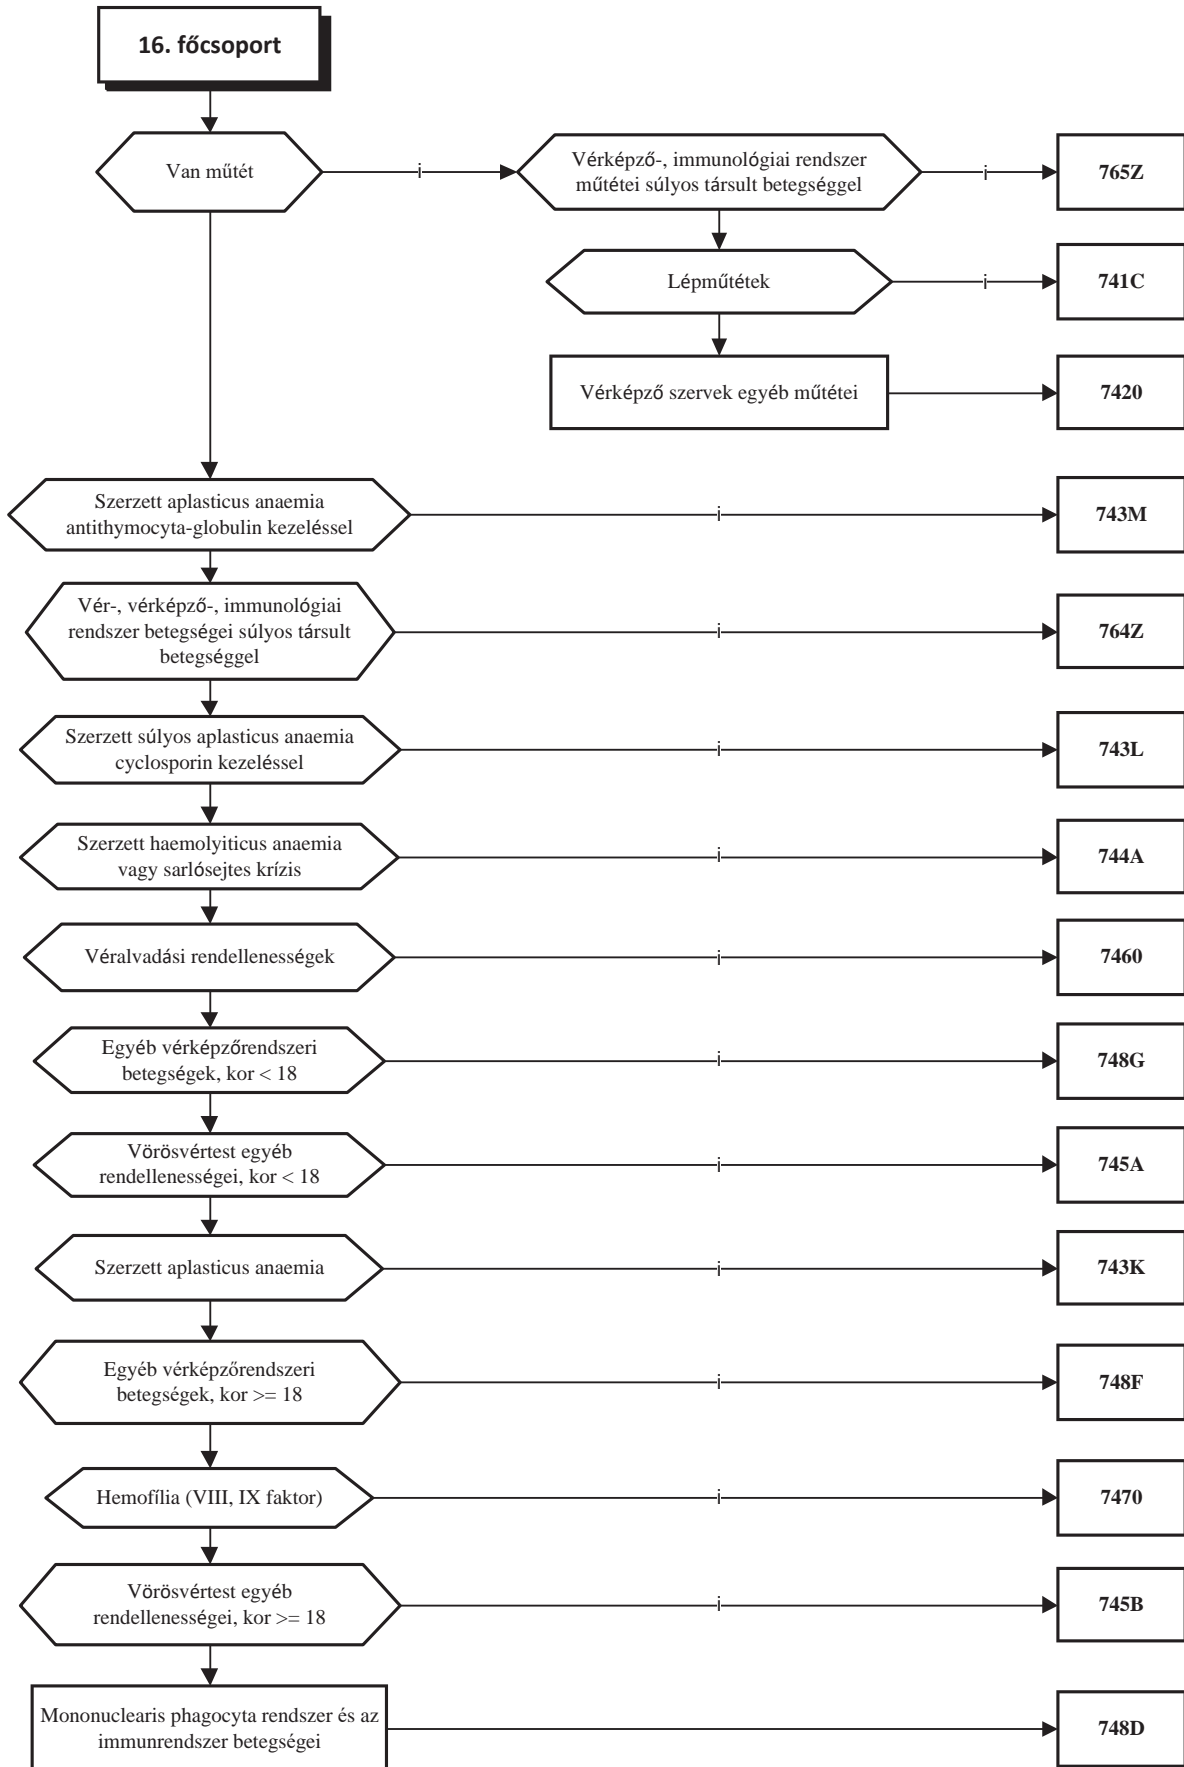 16. főcsoport
Van műtét
i
Vérképző-, immunológiai rendszer
műtétei súlyos társult betegséggel
i
765Z
Lépműtétek
i
741C
Vérképző szervek egyéb műtétei
7420
Szerzett aplasticus anaemia
antithymocyta-globulin kezeléssel
i
743M
Vér-, vérképző-, immunológiai
rendszer betegségei súlyos társult
betegséggel
i
764Z
Szerzett súlyos aplasticus anaemia
cyclosporin kezeléssel
i
743L
Szerzett haemolyiticus anaemia
vagy sarlósejtes krízis
i
744A
Véralvadási rendellenességek
i
7460
Egyéb vérképzőrendszeri
betegségek, kor < 18
i
748G
Vörösvértest egyéb
rendellenességei, kor < 18
i
745A
Szerzett aplasticus anaemia
i
743K
Egyéb vérképzőrendszeri
betegségek, kor >= 18
i
748F
Hemofília (VIII, IX faktor)
i
7470
Vörösvértest egyéb
rendellenességei, kor >= 18
i
745B
Mononuclearis phagocyta rendszer és az
immunrendszer betegségei
748D